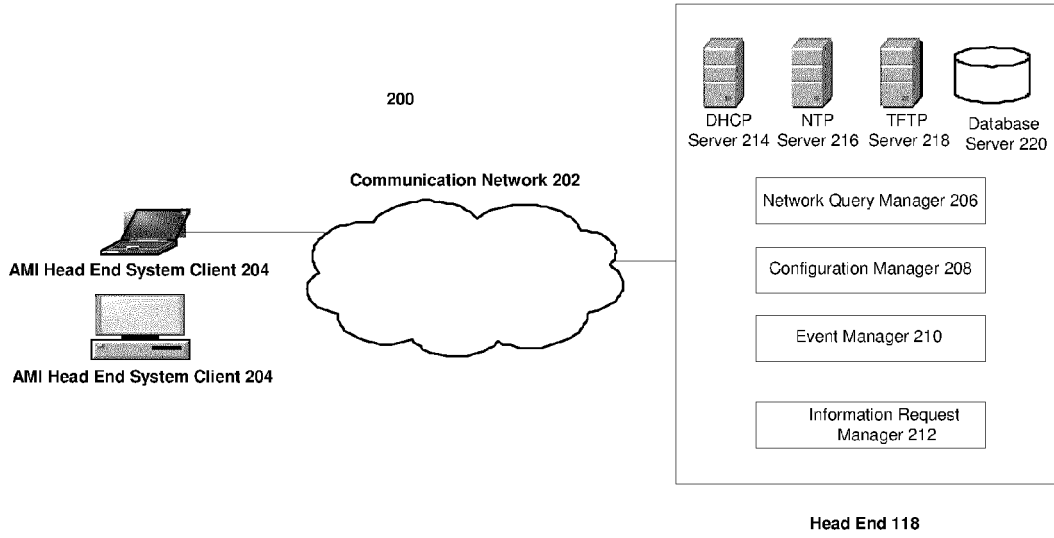 DHCP
Server 214
NTP
Server 216
TFTP
Server 218
Database
Server 220
200
Communication Network 202
Network Query Manager 206
AMI Head End System Client 204
Configuration Manager 208
Event Manager 210
AMI Head End System Client 204
Information Request
Manager 212
Head End 118